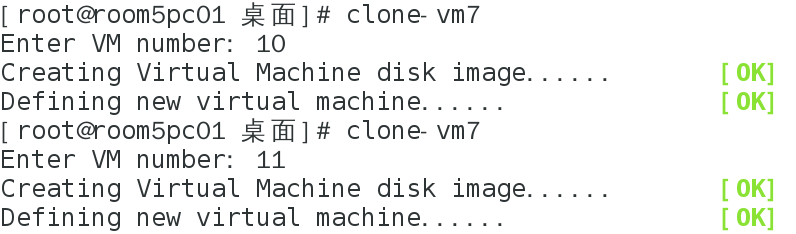 [root@room5pc01 桌面]# clone-vm7
Enter VM number: 10
Creating Virtual Machine disk image...... [OK]
Defining new virtual machine...... [OK]
[root@room5pc01 桌面]# clone-vm7
Enter VM number: 11
Creating Virtual Machine disk image...... [OK]
Defining new virtual machine...... [OK]